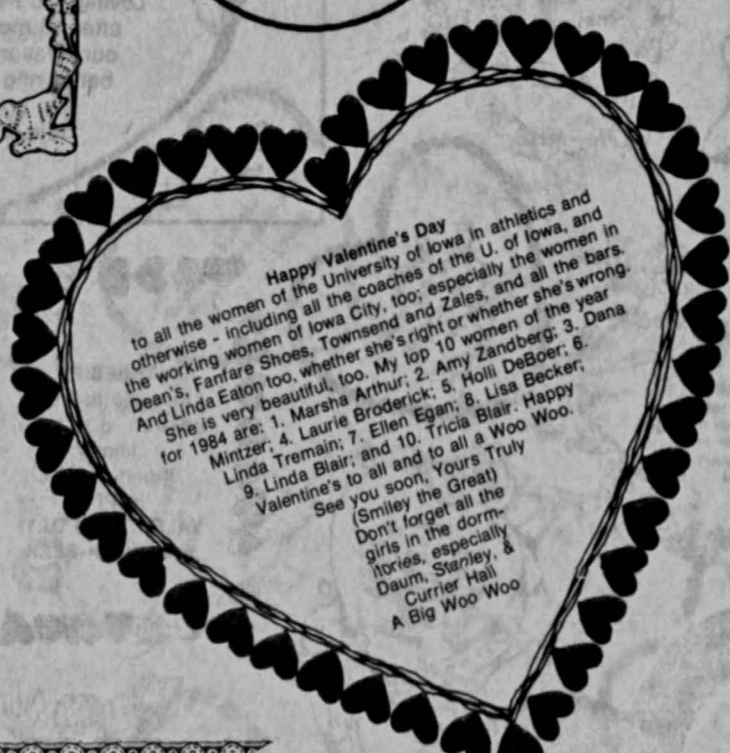 Happy Valentine's Day
to all the women of the University of Iowa in athletics and
otherwise - including all the coaches of the U. of Iowa, and
the working women of Iowa City, too; especially the women in
Dean's, Fanfare Shoes, Townsend and Zales, and all the bars.
And Linda Eaton too, whether she's right or whether she's wrong.
She is very beautiful, too. My top 10 women of the year
for 1984 are: 1. Marsha Arthur; 2. Amy Zandberg; 3. Dana
Mintzer; 4. Laurie Broderick; 5. Holli DeBoer; 6.
Linda Tremain; 7. Ellen Egan; 8. Lisa Becker;
9. Linda Blair; and 10. Tricia Blair. Happy
Valentine's to all and to all a Woo Woo.
See you soon, Yours Truly
(Smiley the Great)
Don't forget all the
girls in the dorm-
itories, especially
Daum, Stanley, &
Currier Hall
A Big Woo Woo